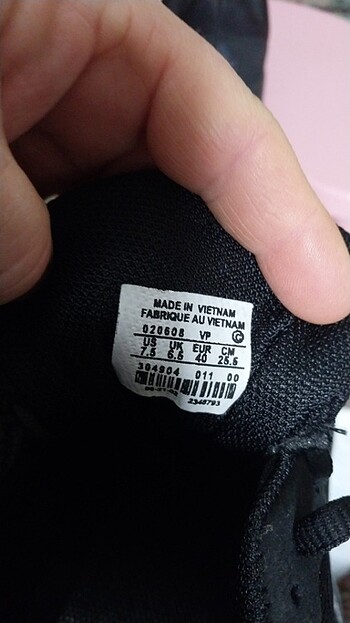 MADE IN VIETNAM
FABRIQUE AU VIETNAM
020608 VP
US UK EUR CM
7.5 6.5 40 25.5
304904 011 00
2348793